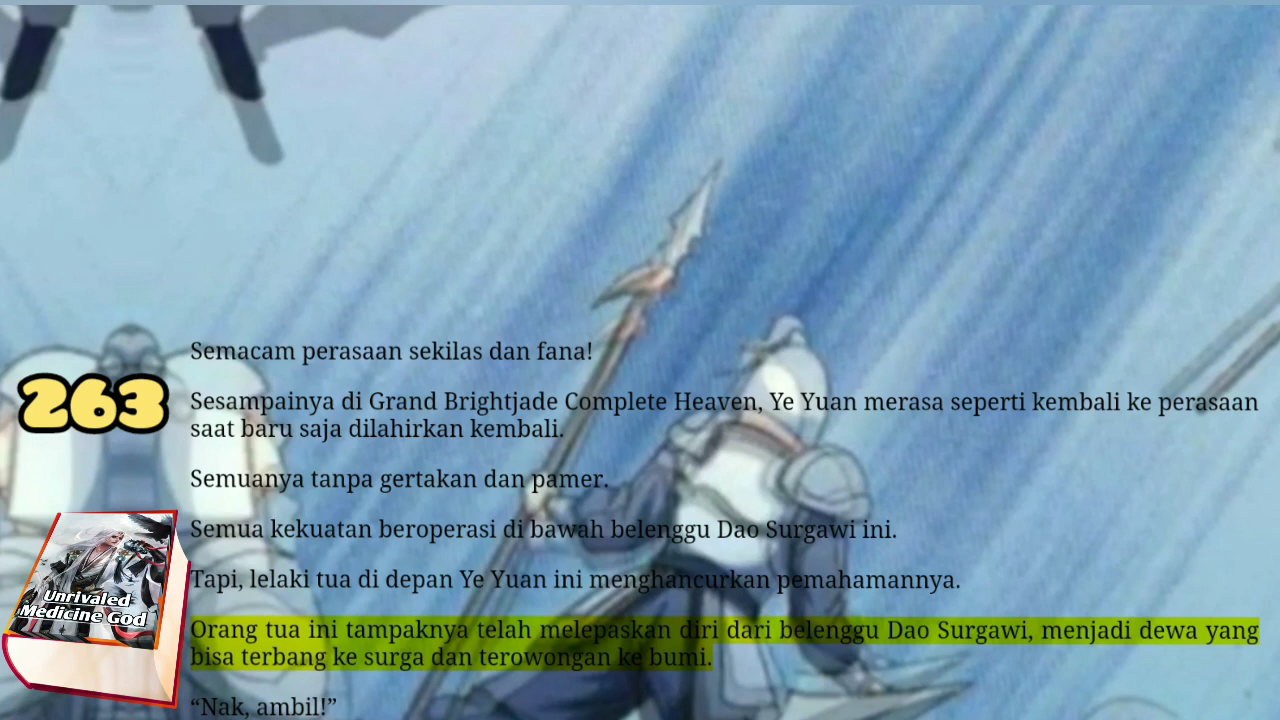 Semacam perasaan sekilas dan fana!
263
Sesampainya di Grand Brightjade Complete Heaven, Ye Yuan merasa seperti kembali ke perasaan
saat baru saja dilahirkan kembali.
Semuanya tanpa gertakan dan pamer.
Semua kekuatan beroperasi di bawah belenggu Dao Surgawi ini.
Tapi, lelaki tua di depan Ye Yuan ini menghancurkan pemahamannya.
Unrivaled
Medicine God
Orang tua ini tampaknya telah melepaskan diri dari belenggu Dao Surgawi, menjadi dewa yang
bisa terbang ke surga dan terowongan ke bumi.
“Nak, ambil!”